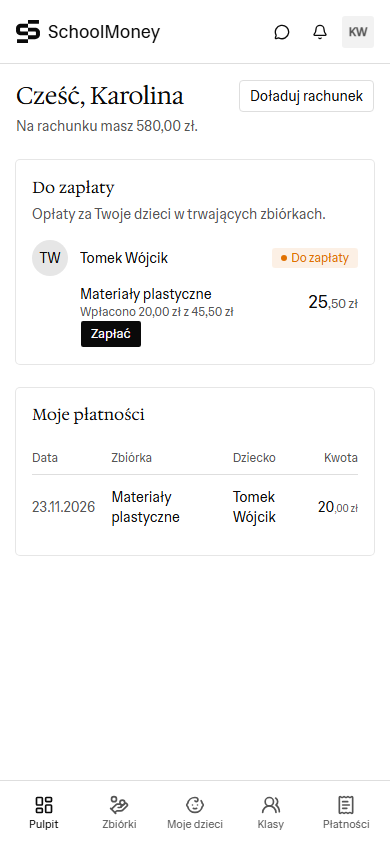 SchoolMoney
KW
Cześć, Karolina
Doładuj rachunek
Na rachunku masz 580,00 zł.
Do zapłaty
Opłaty za Twoje dzieci w trwających zbiórkach.
TW
Tomek Wójcik
Do zapłaty
Materiały plastyczne
Wpłacono 20,00 zł z 45,50 zł
25,50 zł
Zapłać
Moje płatności
Data Zbiórka Dziecko Kwota
23.11.2026 Materiały plastyczne Tomek Wójcik 20,00 zł
Pulpit Zbiórki Moje dzieci Klasy Płatności